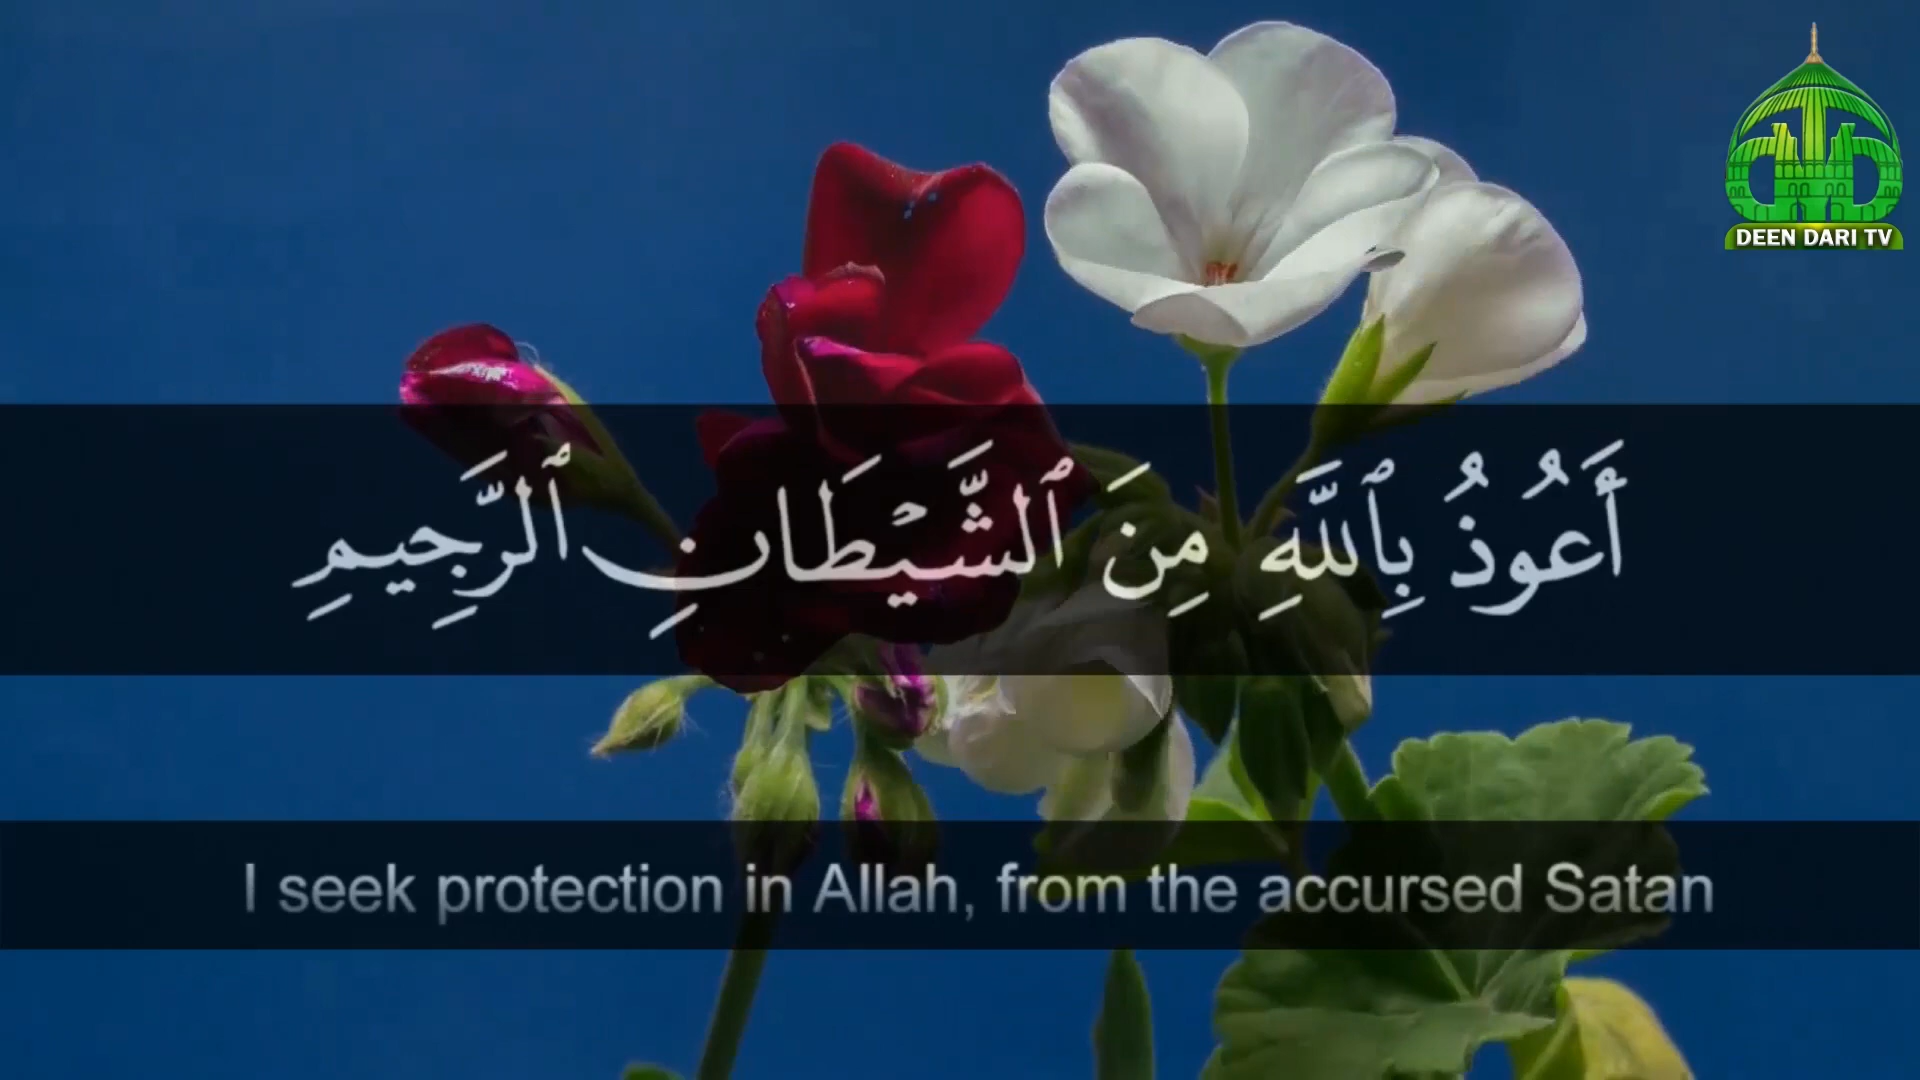 DEEN DARI TV
أَعُوذُ بِٱللَّهِ مِنَ ٱلشَّيْطَانِ ٱلرَّجِيمِ
I seek protection in Allah, from the accursed Satan